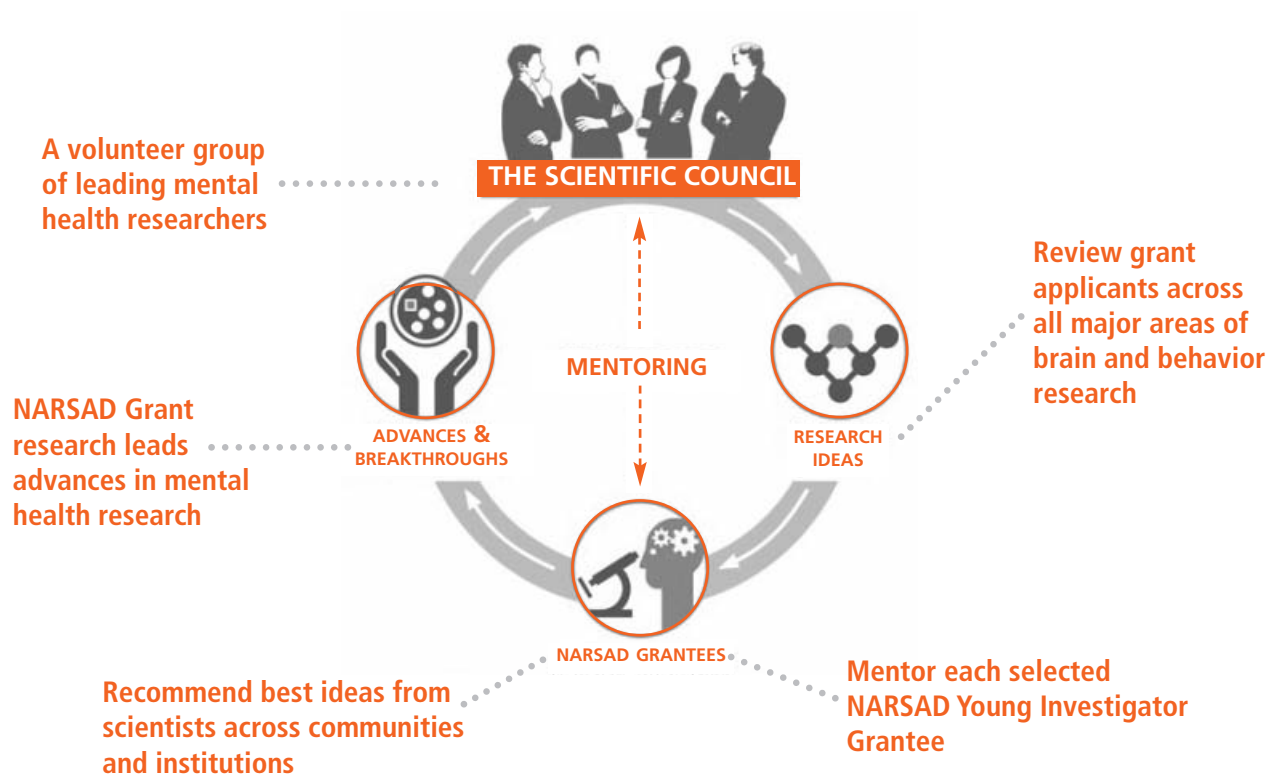 THE SCIENTIFIC COUNCIL
A volunteer group
of leading mental
health researchers
Review grant
applicants across
all major areas of
brain and behavior
research
MENTORING
NARSAD Grant
research leads
advances in mental
health research
ADVANCES &
BREAKTHROUGHS
RESEARCH
IDEAS
NARSAD GRANTEES
Recommend best ideas from
scientists across communities
and institutions
Mentor each selected
NARSAD Young Investigator
Grantee